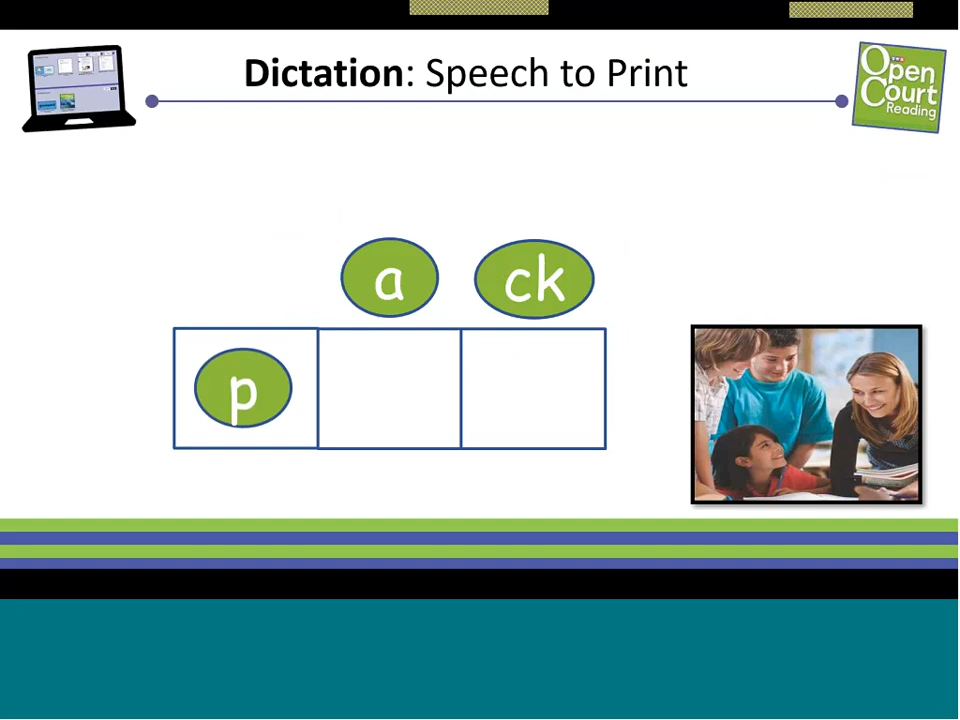 Dictation: Speech to Print
Open
Court
Reading
a ck
p